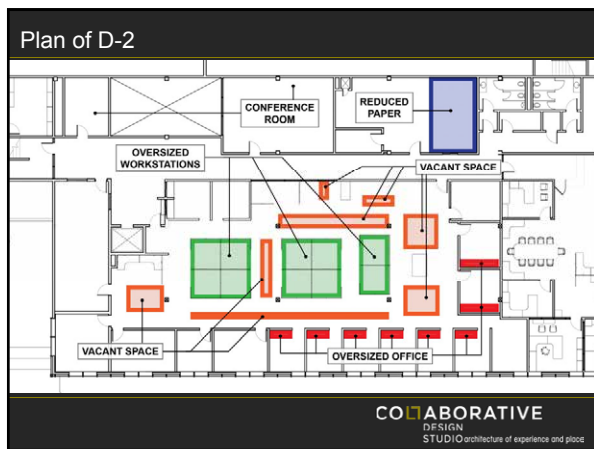 Plan of D-2
CONFERENCE
ROOM
REDUCED
PAPER
OVERSIZED
WORKSTATIONS
VACANT SPACE
VACANT SPACE
OVERSIZED OFFICE
COLLABORATIVE
DESIGN
STUDIO architecture of experience and place